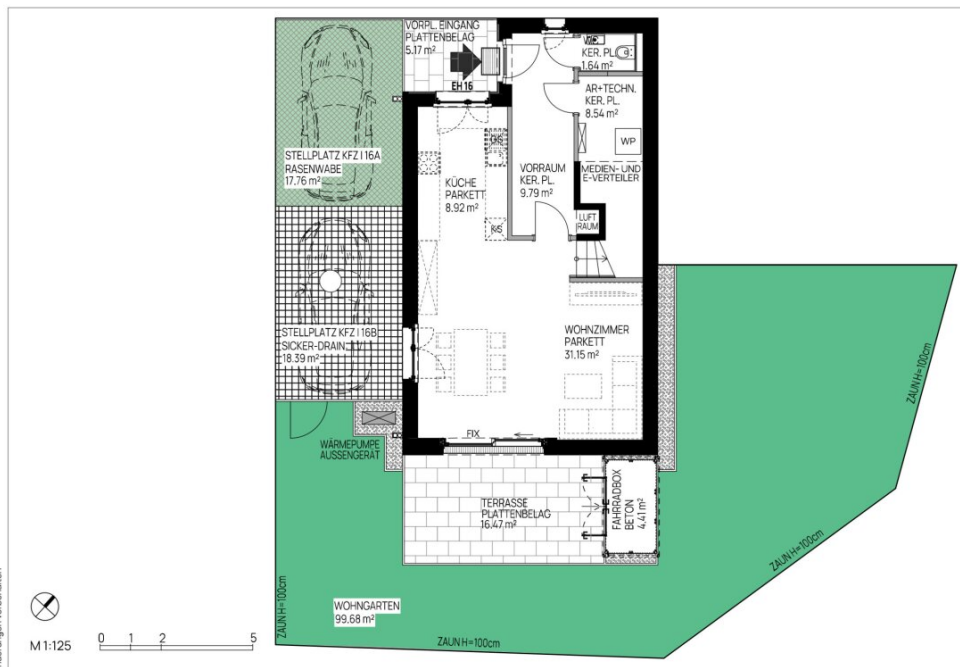 VORPL. EINGANG
PLATTENBELAG
5.17 m²
EH 16
KER. PL.
1.64 m²
AR+TECHN.
KER. PL.
8.54 m²
WP
MEDIEN- UND
E-VERTEILER
STELLPLATZ KFZ | 16A
RASENWABE
17.76 m²
KÜCHE
PARKETT
8.92 m²
VORRAUM
KER. PL.
9.79 m²
LUFT
RAUM
K/S
STELLPLATZ KFZ | 16B
SICKER-DRAIN
18.39 m²
WOHNZIMMER
PARKETT
31.15 m²
ZAUN H=100cm
FIX
WÄRMEPUMPE
AUSSENGERÄT
TERRASSE
PLATTENBELAG
16.47 m²
FAHRRADBOX
BETON
4.41 m²
ZAUN H=100cm
ZAUN H=100cm
WOHNGARTEN
99.68 m²
ZAUN H=100cm
M 1:125
0 1 2 5